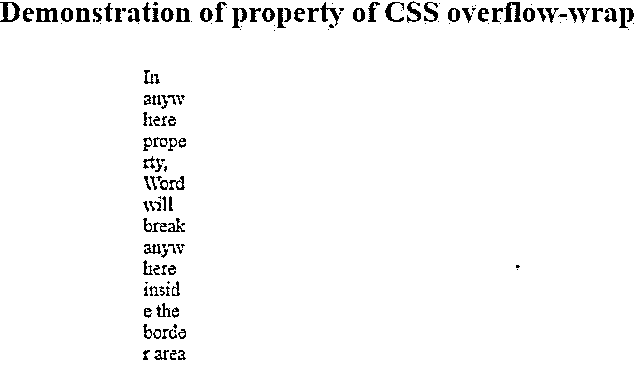 Demonstration of property of CSS overflow-wrap
In
anyw
here
prope
rty,
Word
will
break
anyw
here
insid
e the
borde
r area